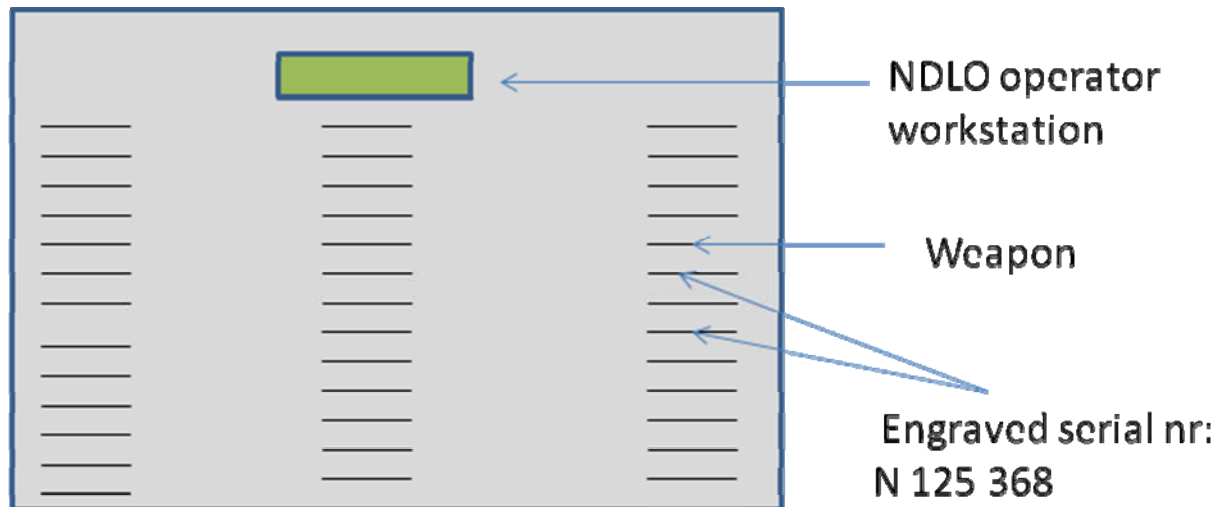 NDLO operator
workstation
Weapon
Engraved serial nr:
N 125 368